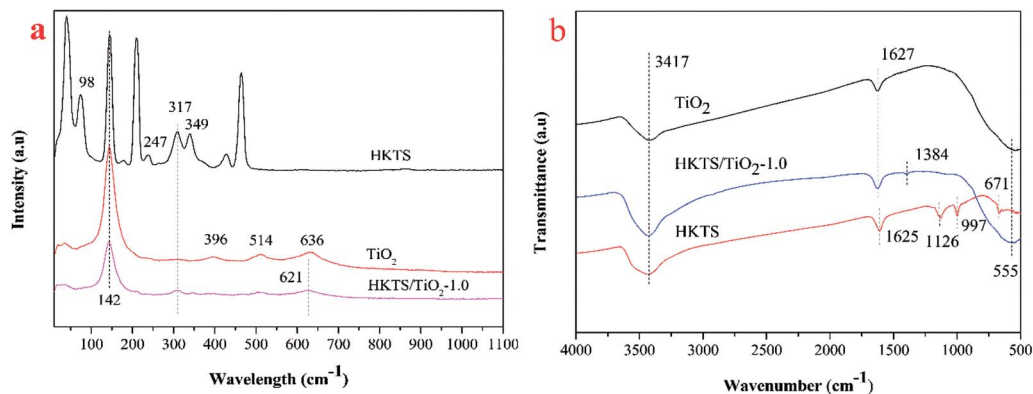 a
98
247
317
349
HKTS
396
514
636
TiO2
621
HKTS/TiO2-1.0
142
Intensity (a.u)
100 200 300 400 500 600 700 800 900 1000 1100
Wavelength (cm-1)
b
3417
1627
TiO2
HKTS/TiO2-1.0
1384
671
HKTS
1625
1126
997
555
Transmittance (a.u)
4000 3500 3000 2500 2000 1500 1000 500
Wavenumber (cm-1)